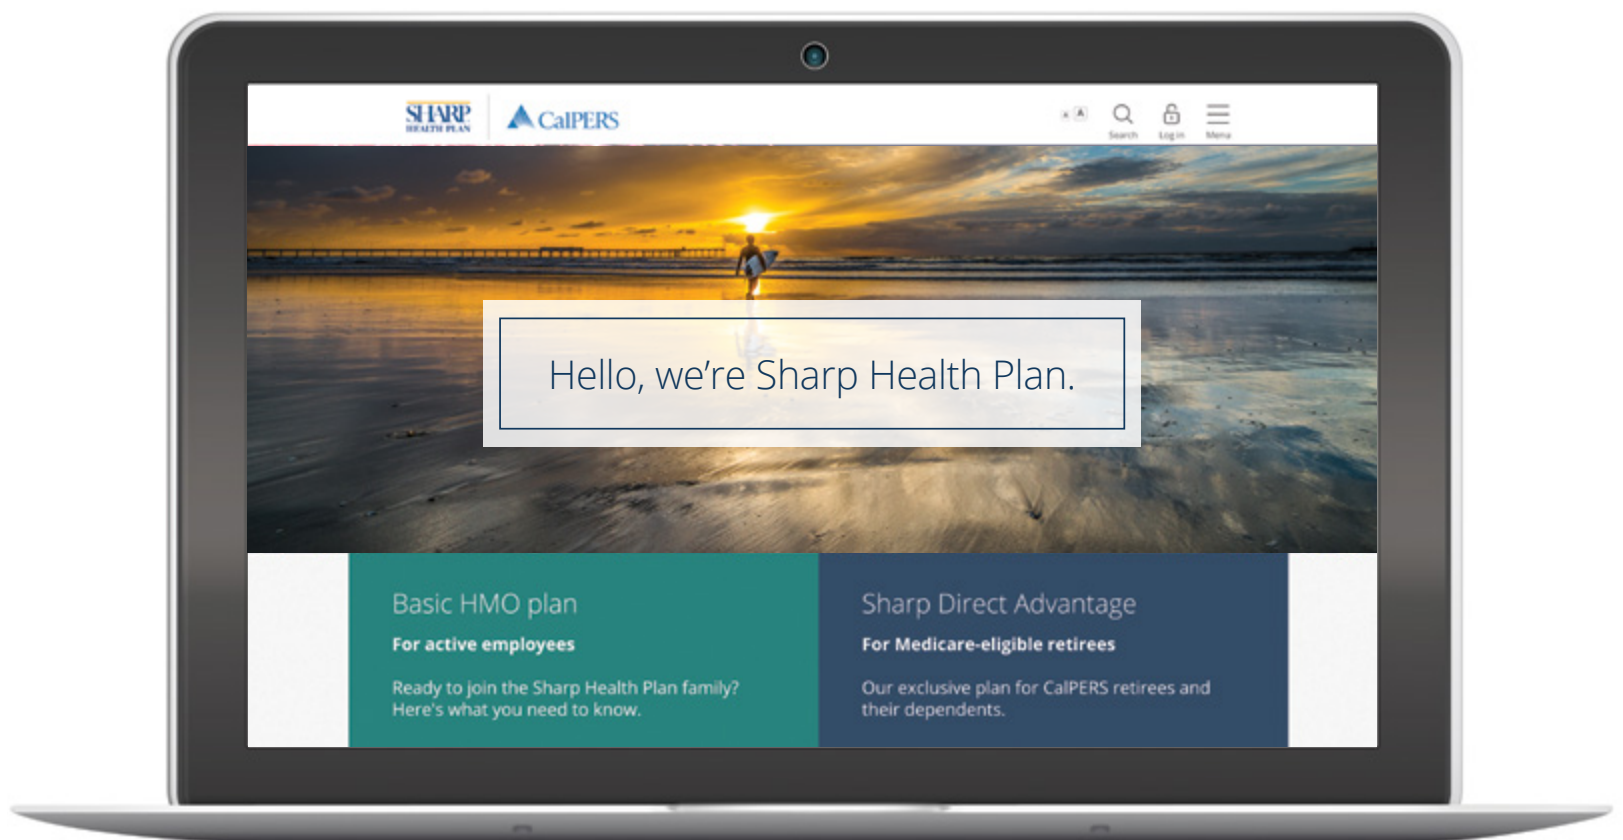 SHARP
HEALTH PLAN
CalPERS
A A
Search
Log in
Menu
Hello, we’re Sharp Health Plan.
Basic HMO plan
For active employees
Ready to join the Sharp Health Plan family?
Here's what you need to know.
Sharp Direct Advantage
For Medicare-eligible retirees
Our exclusive plan for CalPERS retirees and
their dependents.